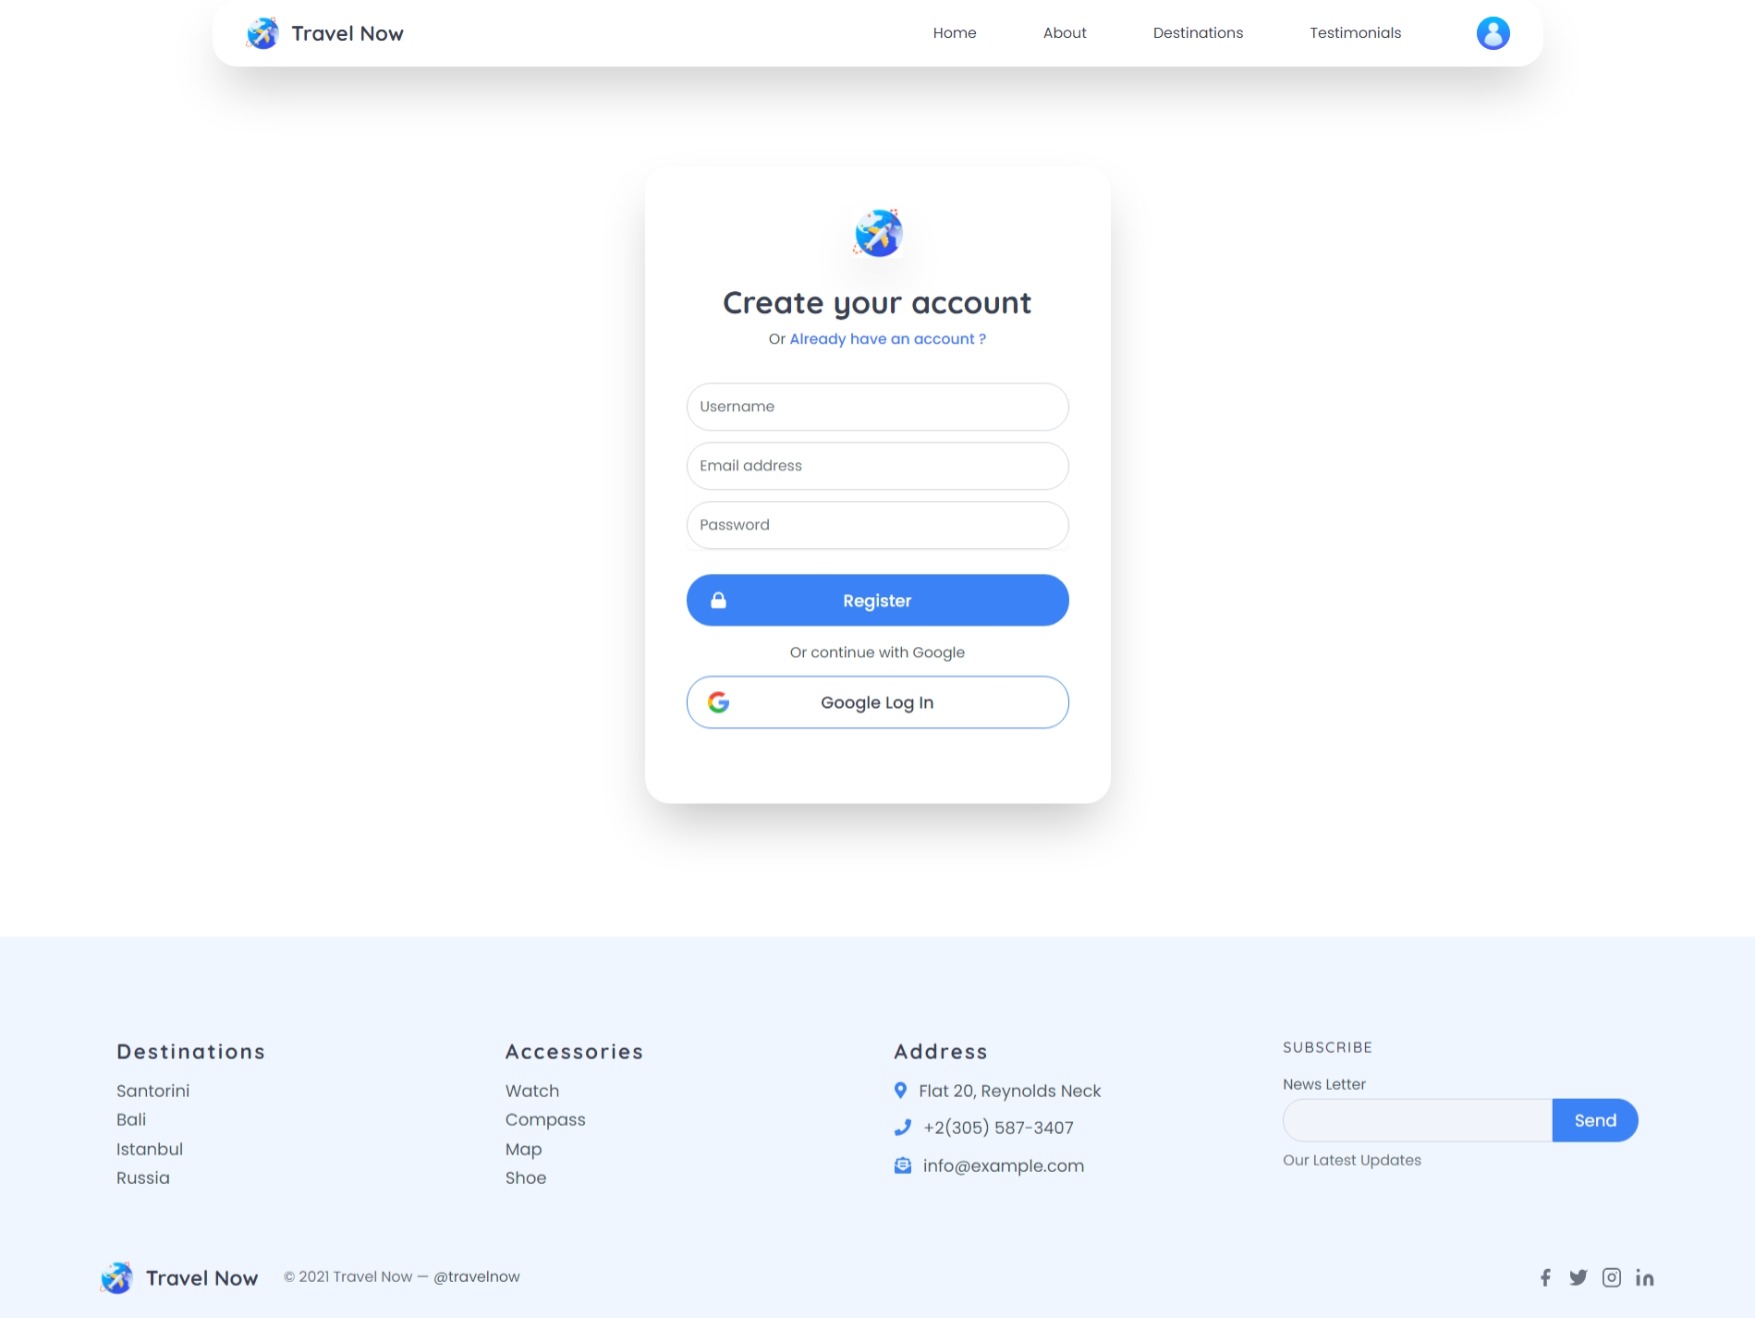 Travel Now
Home
About
Destinations
Testimonials
Create your account
Or Already have an account ?
Username
Email address
Password
Register
Or continue with Google
Google Log In
Destinations
Santorini
Bali
Istanbul
Russia
Accessories
Watch
Compass
Map
Shoe
Address
Flat 20, Reynolds Neck
+2(305) 587-3407
info@example.com
SUBSCRIBE
News Letter
Send
Our Latest Updates
Travel Now
© 2021 Travel Now — @travelnow